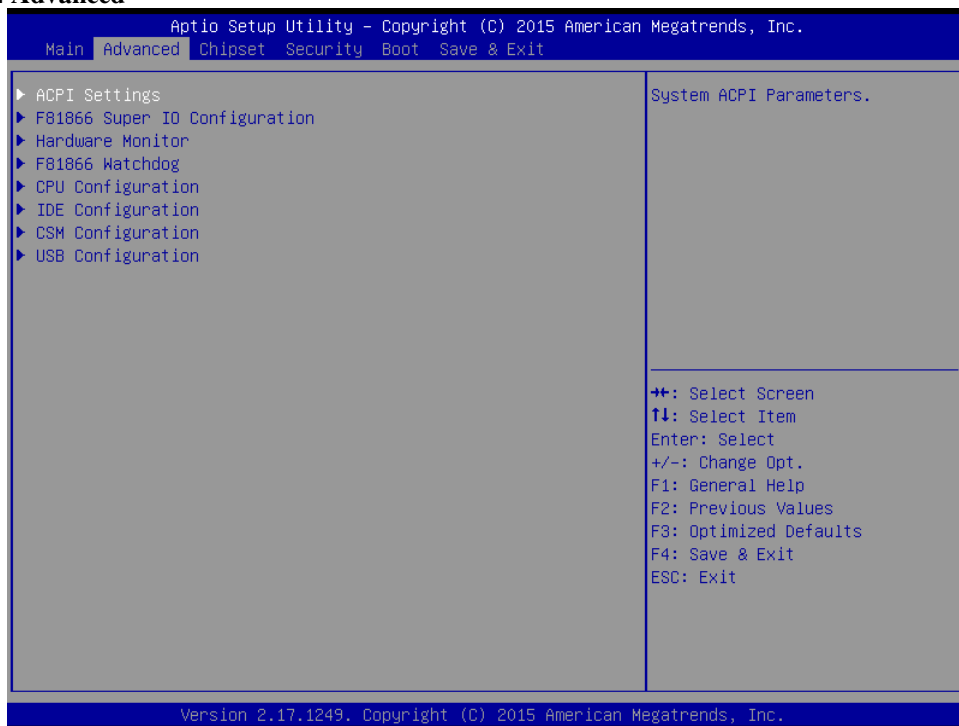 Advanced
Aptio Setup Utility – Copyright (C) 2015 American Megatrends, Inc.
Main Advanced Chipset Security Boot Save & Exit
▶ ACPI Settings
▶ F81866 Super IO Configuration
▶ Hardware Monitor
▶ F81866 Watchdog
▶ CPU Configuration
▶ IDE Configuration
▶ CSM Configuration
▶ USB Configuration
System ACPI Parameters.
→←: Select Screen
↑↓: Select Item
Enter: Select
+/-: Change Opt.
F1: General Help
F2: Previous Values
F3: Optimized Defaults
F4: Save & Exit
ESC: Exit
Version 2.17.1249. Copyright (C) 2015 American Megatrends, Inc.